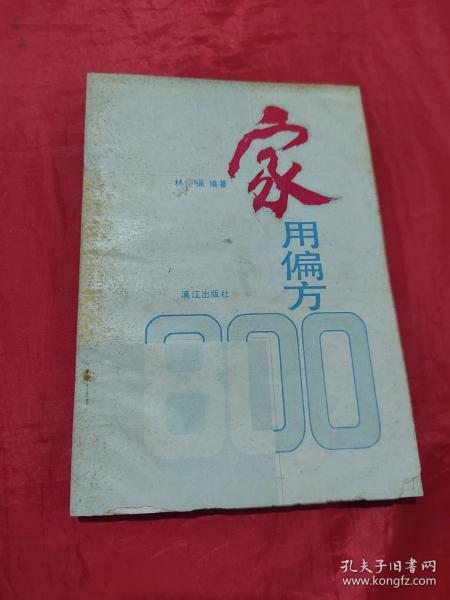 家
用偏方
800
林 福 编著
漓江出版社
孔夫子旧书网
www.kongfz.com